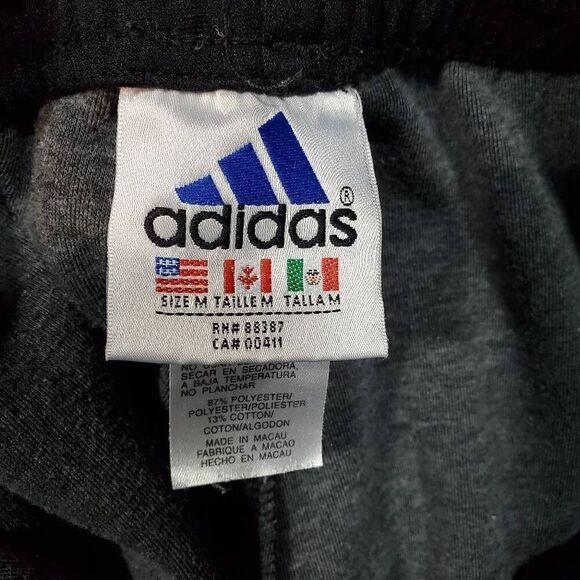 adidas®
SIZE M TAILLE M TALLA M
RN# 88387
CA# 00411
SECAR EN SECADORA,
A BAJA TEMPERATURA
NO PLANCHAR
87% POLYESTER/
POLYESTER/POLIESTER
13% COTTON/
COTON/ALGODON
MADE IN MACAU
FABRIQUE A MACAO
HECHO EN MACAU